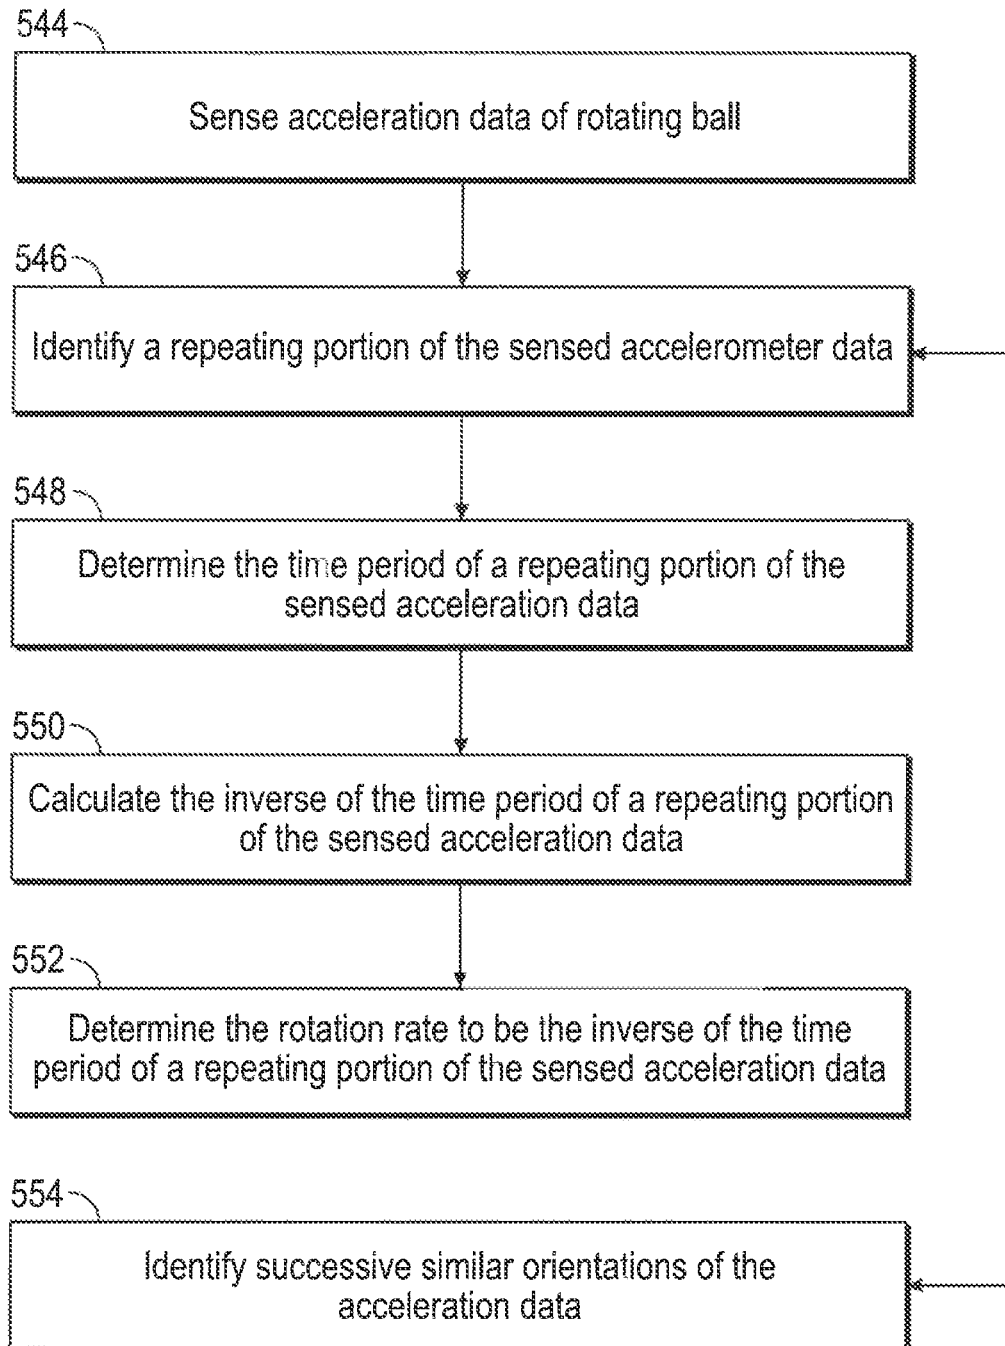 544
Sense acceleration data of rotating ball
546
Identify a repeating portion of the sensed accelerometer data
548
Determine the time period of a repeating portion of the
sensed acceleration data
550
Calculate the inverse of the time period of a repeating portion
of the sensed acceleration data
552
Determine the rotation rate to be the inverse of the time
period of a repeating portion of the sensed acceleration data
554
Identify successive similar orientations of the
acceleration data